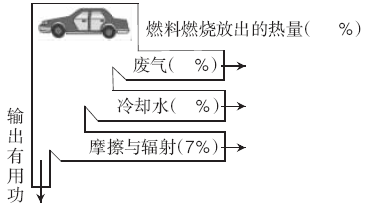 燃料燃烧放出的热量(　%)
废气(　%)
冷却水(　%)
摩擦与辐射(7%)
输出有用功